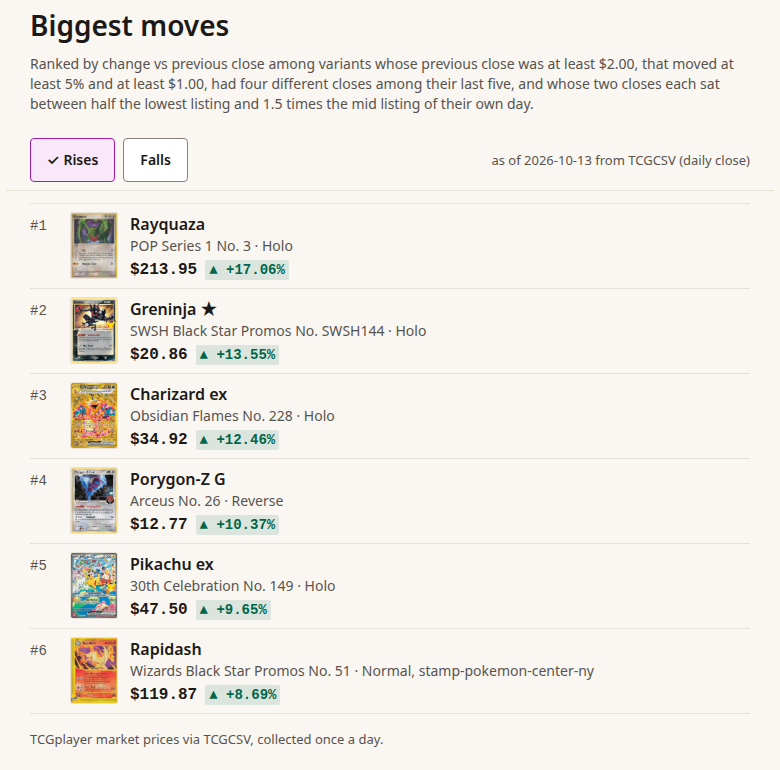 Biggest moves
Ranked by change vs previous close among variants whose previous close was at least $2.00, that moved at
least 5% and at least $1.00, had four different closes among their last five, and whose two closes each sat
between half the lowest listing and 1.5 times the mid listing of their own day.
✓ Rises
Falls
as of 2026-10-13 from TCGCSV (daily close)
#1
Rayquaza
POP Series 1 No. 3 · Holo
$213.95 ▲ +17.06%
#2
Greninja ★
SWSH Black Star Promos No. SWSH144 · Holo
$20.86 ▲ +13.55%
#3
Charizard ex
Obsidian Flames No. 228 · Holo
$34.92 ▲ +12.46%
#4
Porygon-Z G
Arceus No. 26 · Reverse
$12.77 ▲ +10.37%
#5
Pikachu ex
30th Celebration No. 149 · Holo
$47.50 ▲ +9.65%
#6
Rapidash
Wizards Black Star Promos No. 51 · Normal, stamp-pokemon-center-ny
$119.87 ▲ +8.69%
TCGplayer market prices via TCGCSV, collected once a day.